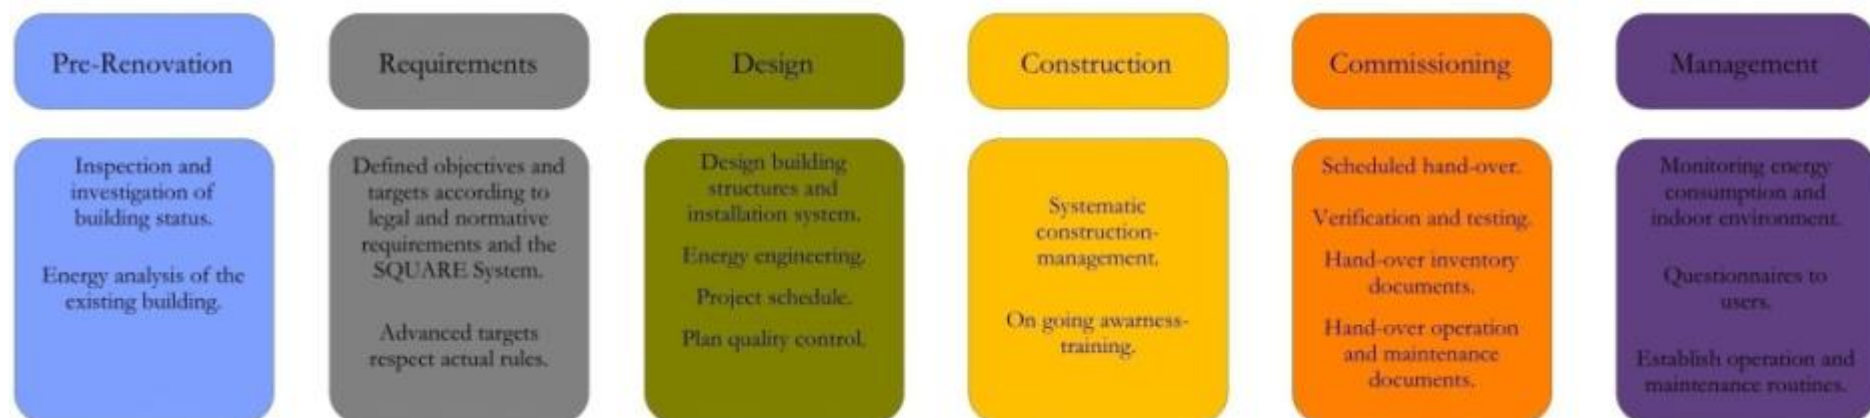 Pre-Renovation
Requirements
Design
Construction
Commissioning
Management
Inspection and
investigation of
building status.
Energy analysis of the
existing building.
Defined objectives and
targets according to
legal and normative
requirements and the
SQUARE System.
Advanced targets
respect actual rules.
Design building
structures and
installation system.
Energy engineering.
Project schedule.
Plan quality control.
Systematic
construction-
management.
On going awarness-
training.
Scheduled hand-over.
Verification and testing.
Hand-over inventory
documents.
Hand-over operation
and maintenance
documents.
Monitoring energy
consumption and
indoor environment.
Questionnaires to
users.
Establish operation and
maintenance routines.